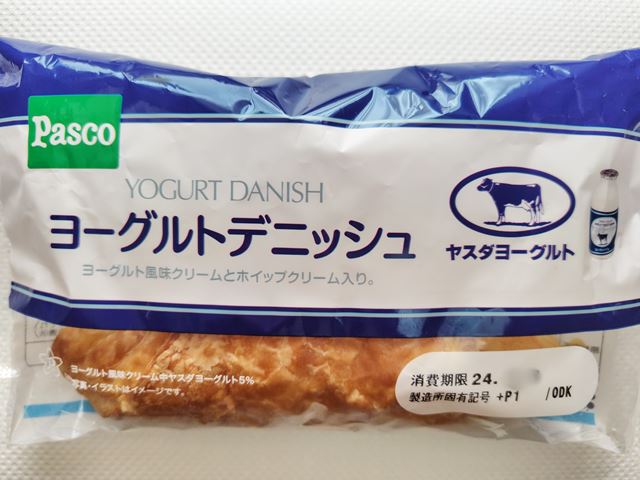 Pasco
YOGURT DANISH
ヨーグルトデニッシュ
ヨーグルト風味クリームとホイップクリーム入り。
ヤスダヨーグルト
ヨーグルト風味クリーム中ヤスダヨーグルト5%
写真・イラストはイメージです。
消費期限 24.
製造所固有記号 +P1 /ODK